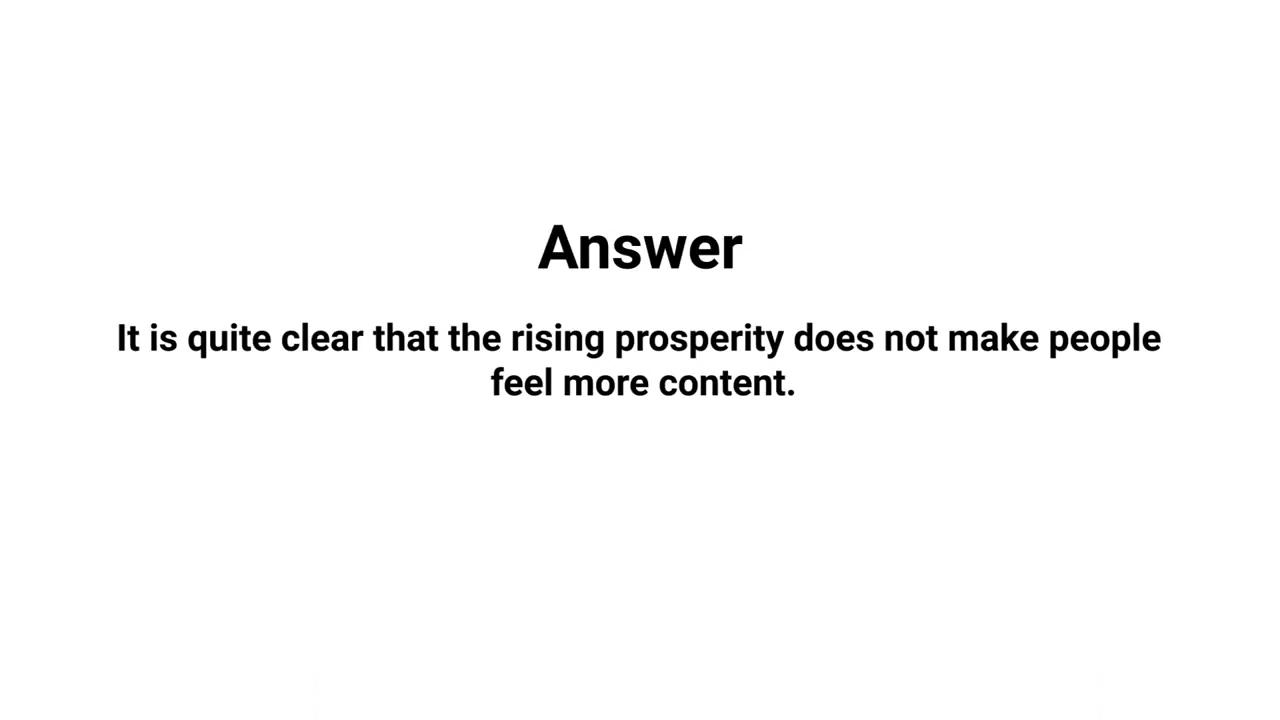 Answer
It is quite clear that the rising prosperity does not make people
feel more content.